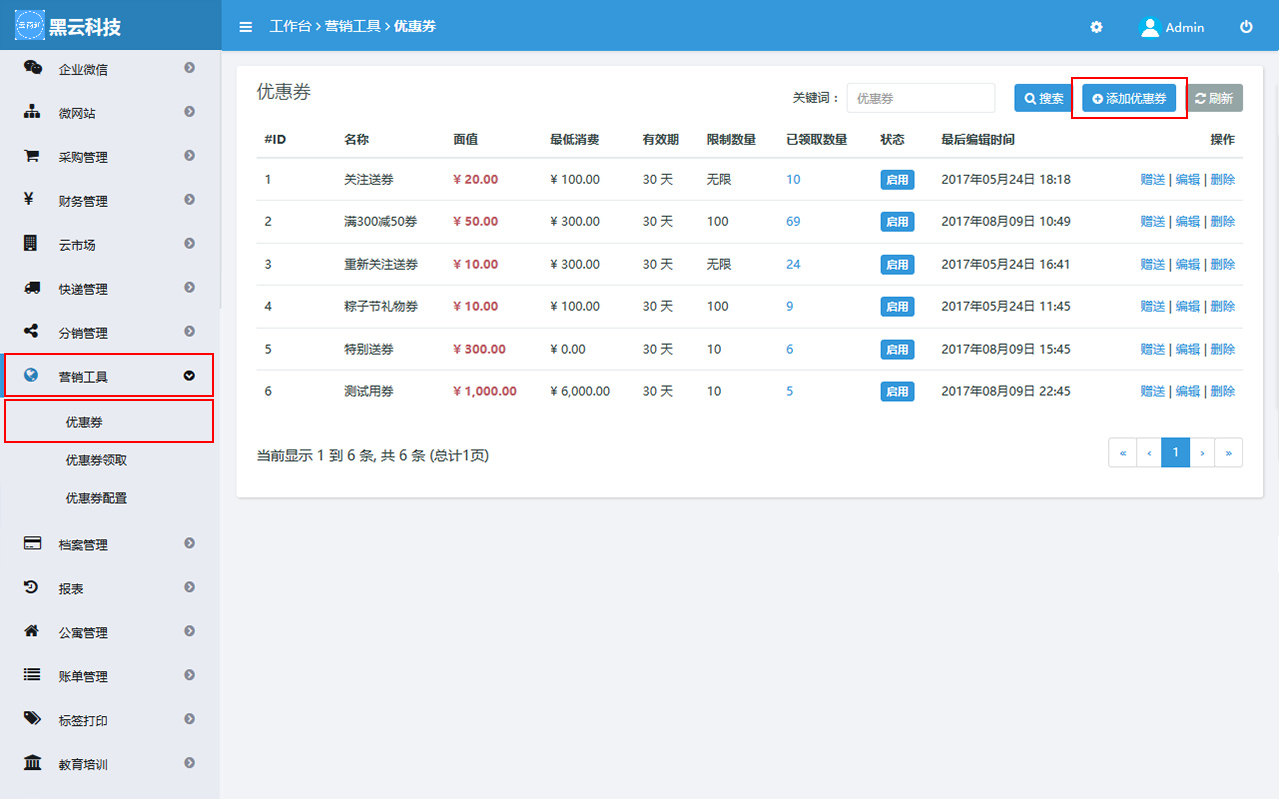 黑云科技
工作台 › 营销工具 › 优惠券
Admin
企业微信
微网站
采购管理
财务管理
云市场
快递管理
分销管理
营销工具
优惠券
优惠券领取
优惠券配置
档案管理
报表
公寓管理
账单管理
标签打印
教育培训
优惠券
关键词：
优惠券
搜索
添加优惠券
刷新
#ID 名称 面值 最低消费 有效期 限制数量 已领取数量 状态 最后编辑时间 操作
1 关注送券 ¥ 20.00 ¥ 100.00 30 天 无限 10 启用 2017年05月24日 18:18 赠送 | 编辑 | 删除
2 满300减50券 ¥ 50.00 ¥ 300.00 30 天 100 69 启用 2017年08月09日 10:49 赠送 | 编辑 | 删除
3 重新关注送券 ¥ 10.00 ¥ 300.00 30 天 无限 24 启用 2017年05月24日 16:41 赠送 | 编辑 | 删除
4 粽子节礼物券 ¥ 10.00 ¥ 100.00 30 天 100 9 启用 2017年05月24日 11:45 赠送 | 编辑 | 删除
5 特别送券 ¥ 300.00 ¥ 0.00 30 天 10 6 启用 2017年08月09日 15:45 赠送 | 编辑 | 删除
6 测试用券 ¥ 1,000.00 ¥ 6,000.00 30 天 10 5 启用 2017年08月09日 22:45 赠送 | 编辑 | 删除
当前显示 1 到 6 条, 共 6 条 (总计1页)
« ‹ 1 › »